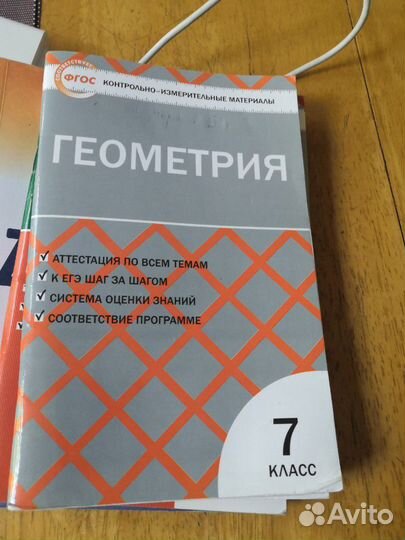 СООТВЕТСТВУЕТ
ФГОС
КОНТРОЛЬНО-ИЗМЕРИТЕЛЬНЫЕ МАТЕРИАЛЫ
ГЕОМЕТРИЯ
АТТЕСТАЦИЯ ПО ВСЕМ ТЕМАМ
К ЕГЭ ШАГ ЗА ШАГОМ
СИСТЕМА ОЦЕНКИ ЗНАНИЙ
СООТВЕТСТВИЕ ПРОГРАММЕ
7
КЛАСС
Avito